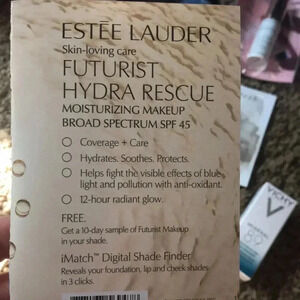 ESTĒE LAUDER
Skin-loving care
FUTURIST
HYDRA RESCUE
MOISTURIZING MAKEUP
BROAD SPECTRUM SPF 45
Coverage + Care
Hydrates. Soothes. Protects.
Helps fight the visible effects of blue
light and pollution with anti-oxidant.
12-hour radiant glow.
FREE.
Get a 10-day sample of Futurist Makeup
in your shade.
iMatch™ Digital Shade Finder
Reveals your foundation, lip and cheek shades
in 3 clicks.
VICHY
89